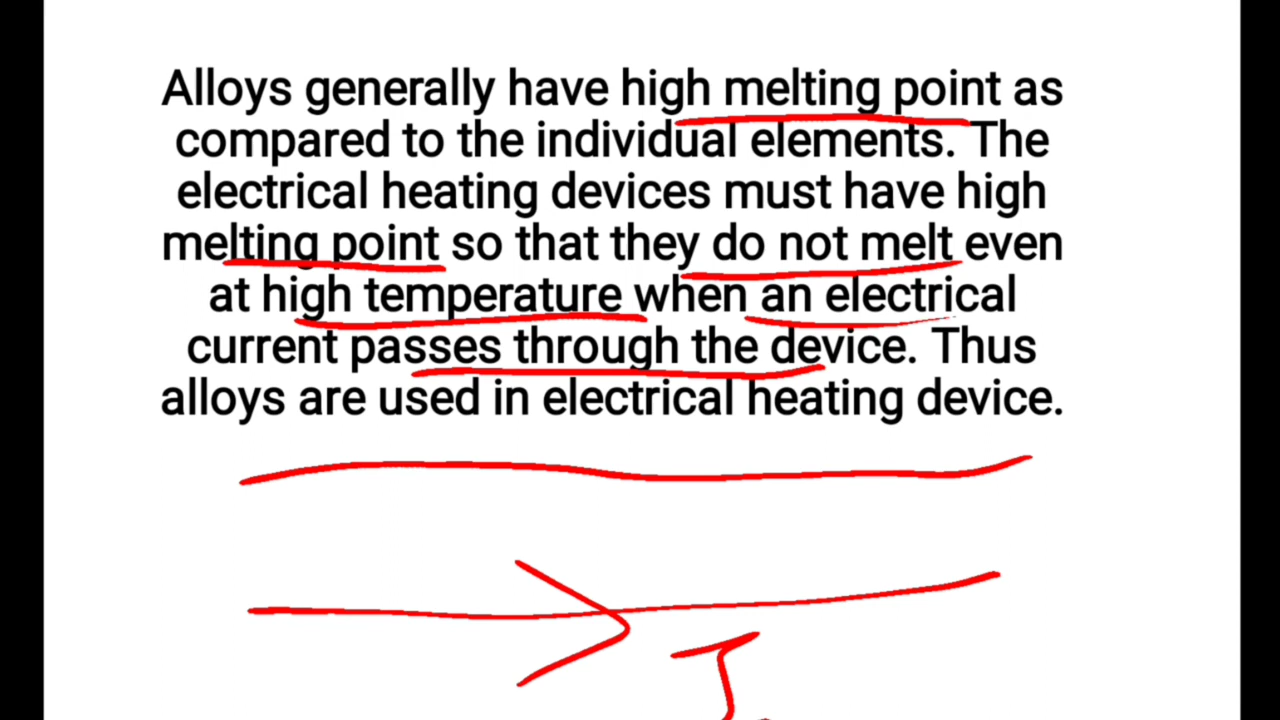 Alloys generally have high melting point as
compared to the individual elements. The
electrical heating devices must have high
melting point so that they do not melt even
at high temperature when an electrical
current passes through the device. Thus
alloys are used in electrical heating device.
I